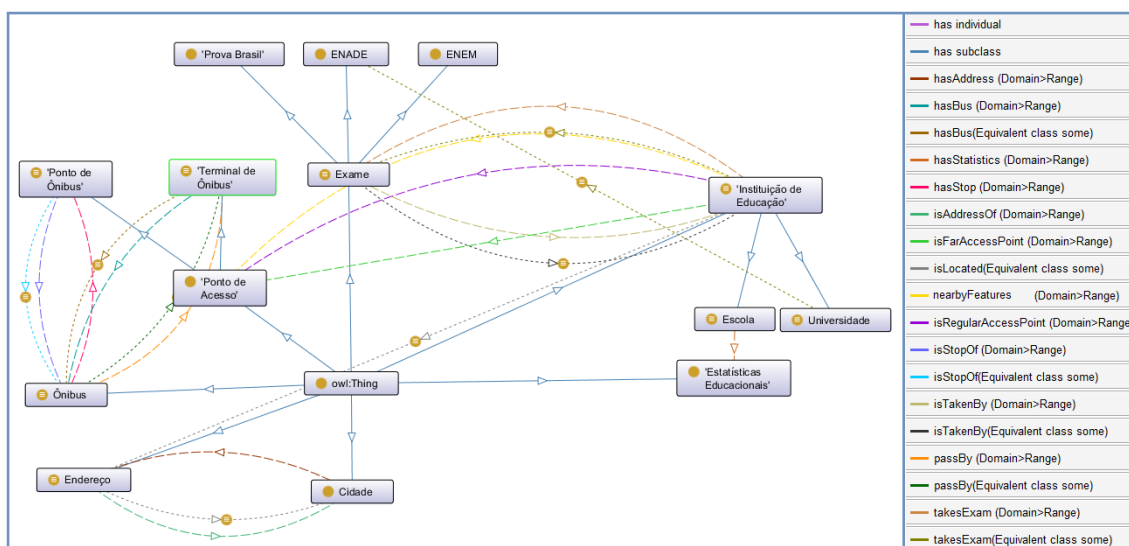 'Prova Brasil'
ENADE
ENEM
'Ponto de
Ônibus'
'Terminal de
Ônibus'
Exame
'Instituição de
Educação'
'Ponto de
Acesso'
Escola
Universidade
Ônibus
owl:Thing
'Estatísticas
Educacionais'
Endereço
Cidade
has individual
has subclass
hasAddress (Domain>Range)
hasBus (Domain>Range)
hasBus(Equivalent class some)
hasStatistics (Domain>Range)
hasStop (Domain>Range)
isAddressOf (Domain>Range)
isFarAccessPoint (Domain>Range)
isLocated(Equivalent class some)
nearbyFeatures (Domain>Range)
isRegularAccessPoint (Domain>Range
isStopOf (Domain>Range)
isStopOf(Equivalent class some)
isTakenBy (Domain>Range)
isTakenBy(Equivalent class some)
passBy (Domain>Range)
passBy(Equivalent class some)
takesExam (Domain>Range)
takesExam(Equivalent class some)